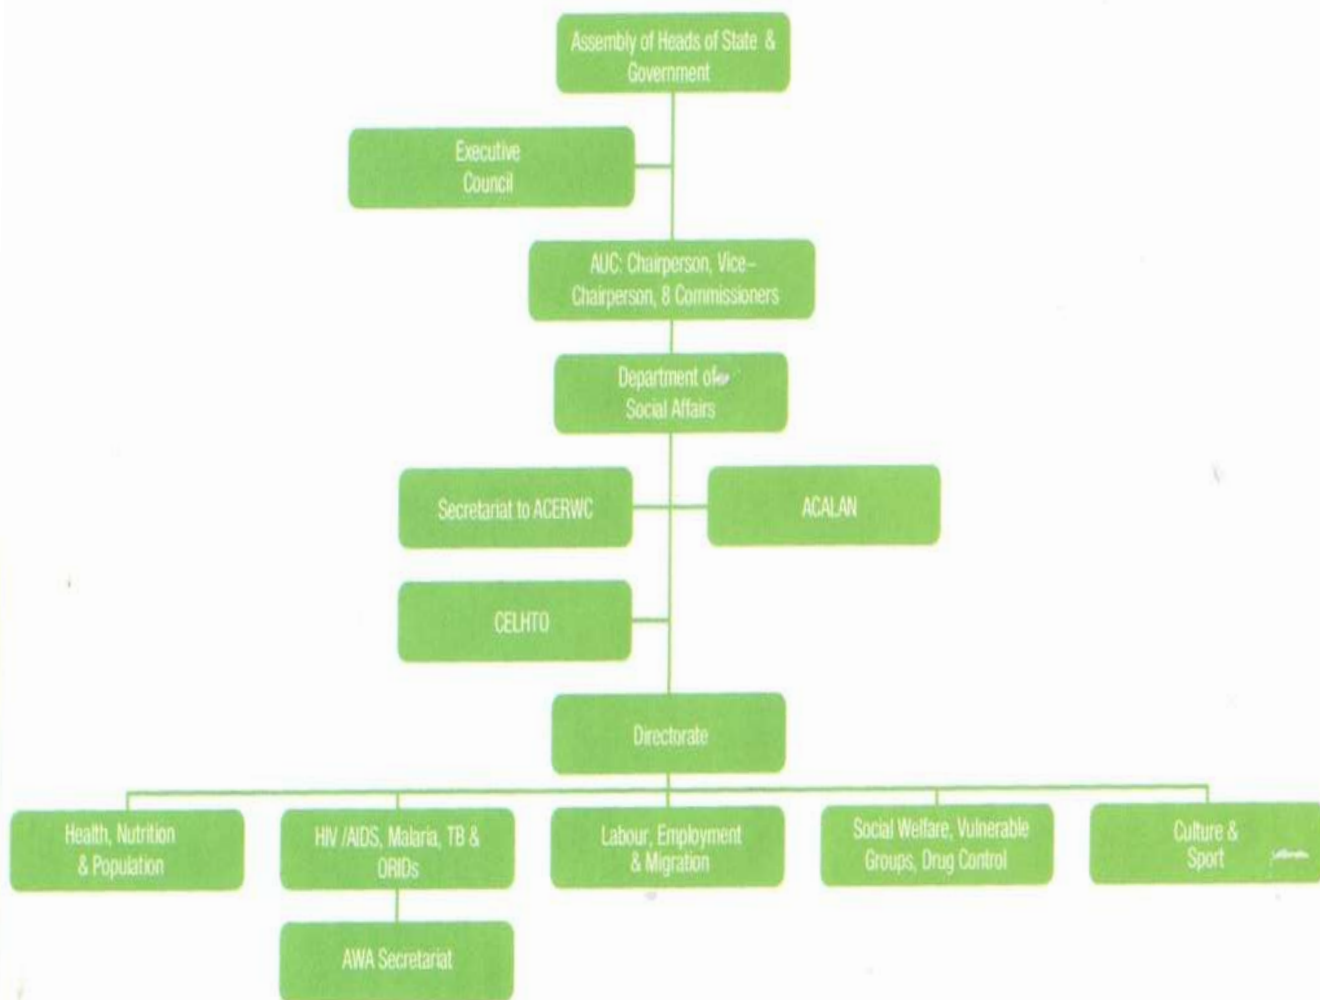 Assembly of Heads of State &
Government
Executive
Council
AUC: Chairperson, Vice–
Chairperson, 8 Commissioners
Department of
Social Affairs
Secretariat to ACERWC
ACALAN
CELHTO
Directorate
Health, Nutrition
& Population
HIV /AIDS, Malaria, TB &
ORIDs
Labour, Employment
& Migration
Social Welfare, Vulnerable
Groups, Drug Control
Culture &
Sport
AWA Secretariat